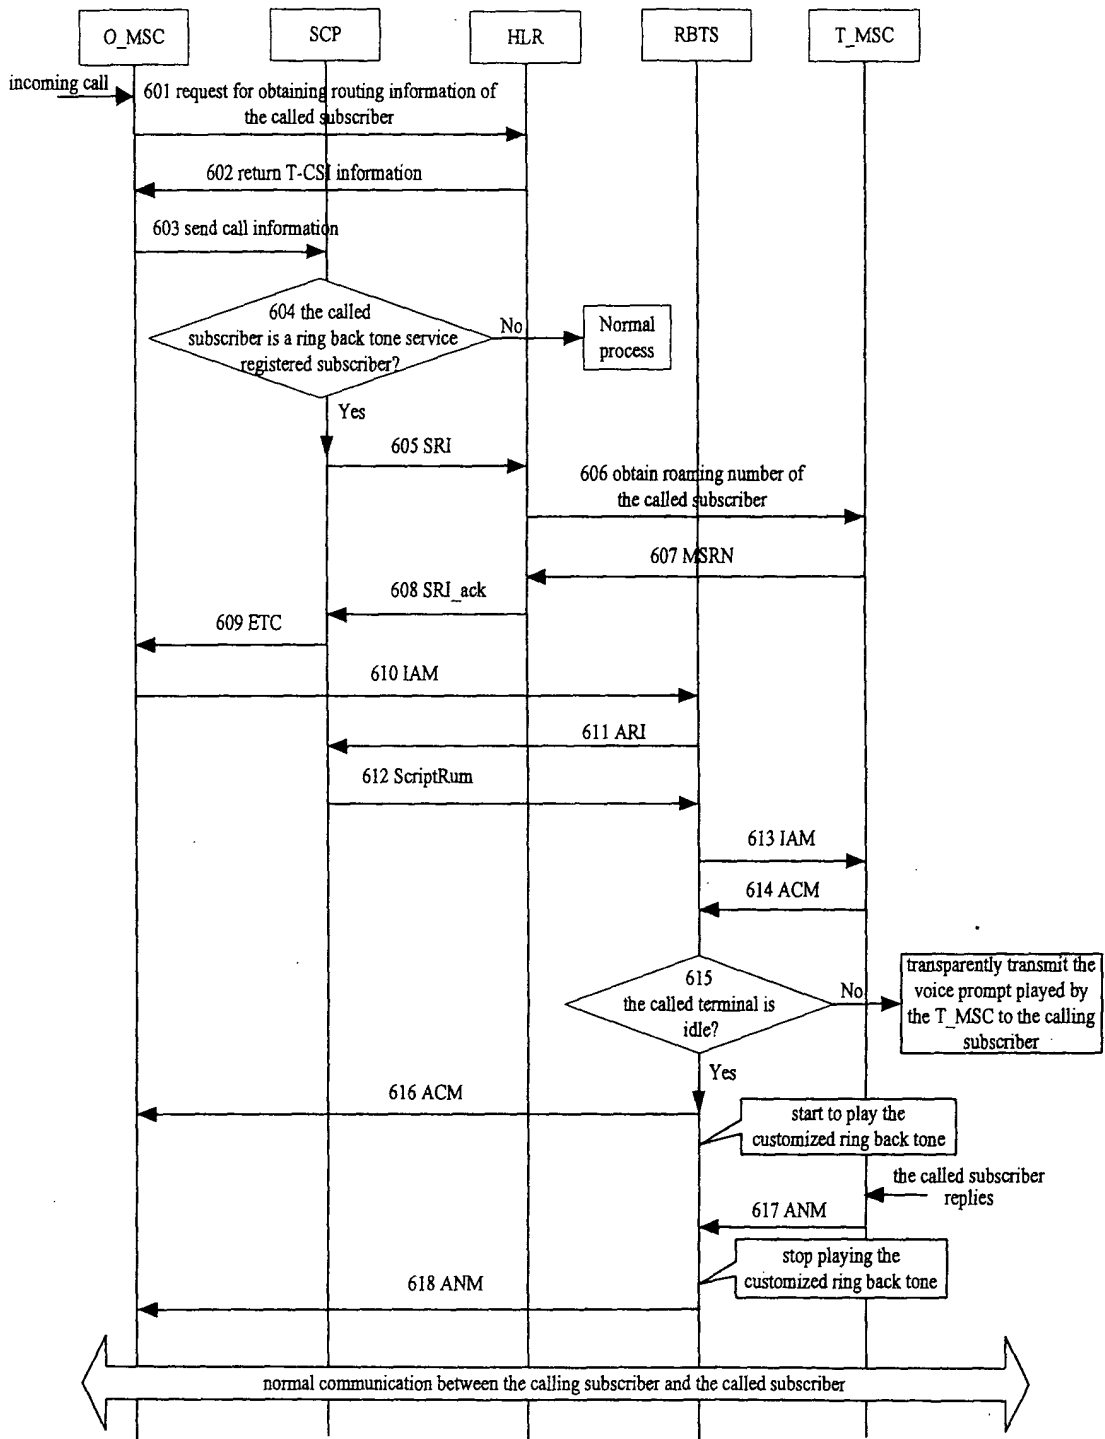 O_MSC
SCP
HLR
RBTS
T_MSC
incoming call
601 request for obtaining routing information of
the called subscriber
602 return T-CSI information
603 send call information
604 the called
subscriber is a ring back tone service
registered subscriber?
No
Normal
process
Yes
605 SRI
606 obtain roaming number of
the called subscriber
607 MSRN
608 SRI_ack
609 ETC
610 IAM
611 ARI
612 ScriptRum
613 IAM
614 ACM
615
the called terminal is
idle?
No
transparently transmit the
voice prompt played by
the T_MSC to the calling
subscriber
Yes
616 ACM
start to play the
customized ring back tone
the called subscriber
replies
617 ANM
stop playing the
customized ring back tone
618 ANM
normal communication between the calling subscriber and the called subscriber